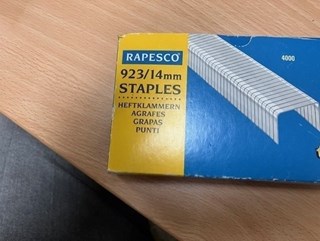 RAPESCO
923/14mm
STAPLES
HEFTKLAMMERN
AGRAFES
GRAPAS
PUNTI
4000